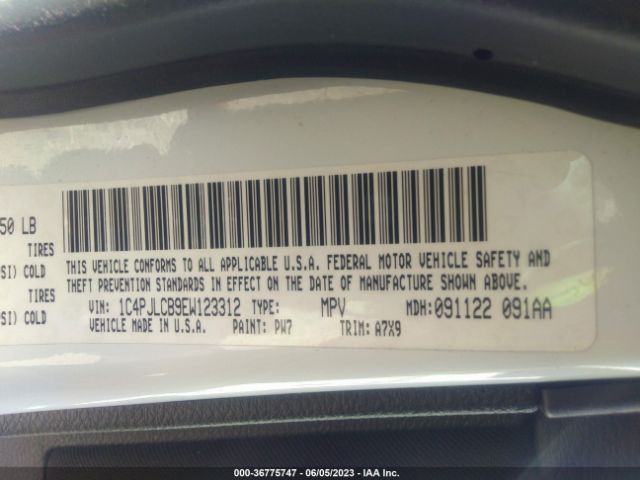 50 LB
TIRES
SI) COLD
TIRES
SI) COLD
THIS VEHICLE CONFORMS TO ALL APPLICABLE U.S.A. FEDERAL MOTOR VEHICLE SAFETY AND
THEFT PREVENTION STANDARDS IN EFFECT ON THE DATE OF MANUFACTURE SHOWN ABOVE.
VIN: 1C4PJLCB9EW123312 TYPE: MPV MDH: 091122 091AA
VEHICLE MADE IN U.S.A. PAINT: PW7 TRIM: A7X9
000-36775747 - 06/05/2023 - IAA Inc.